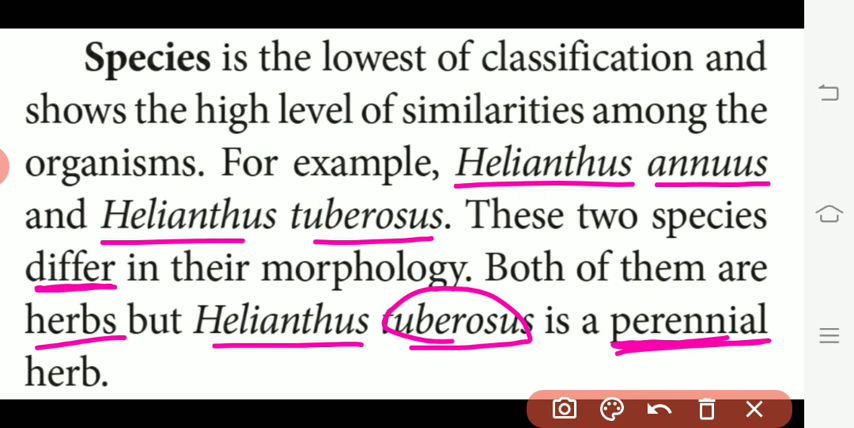 Species is the lowest of classification and
shows the high level of similarities among the
organisms. For example, Helianthus annuus
and Helianthus tuberosus. These two species
differ in their morphology. Both of them are
herbs but Helianthus tuberosus is a perennial
herb.